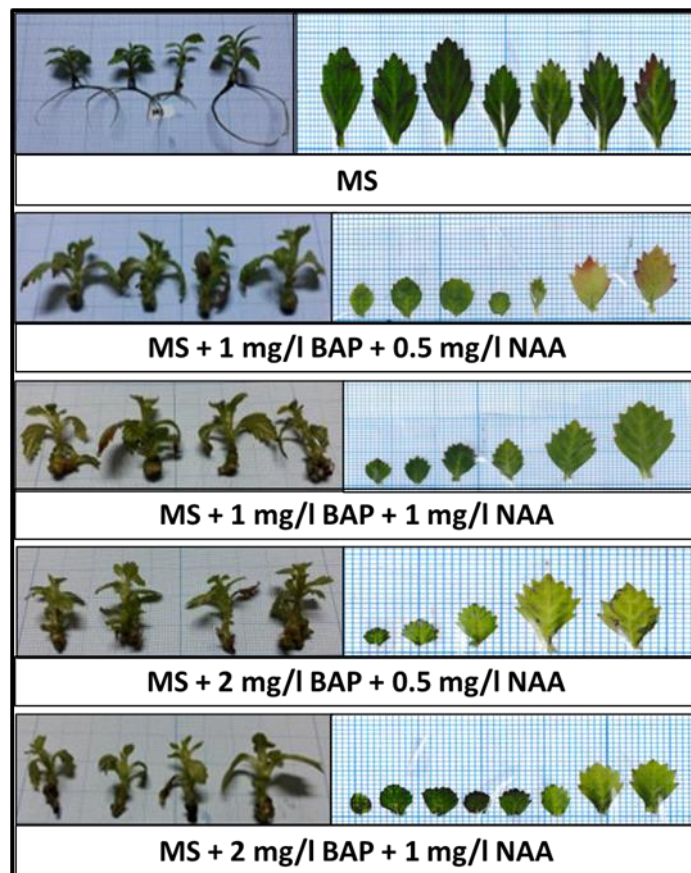 MS
MS + 1 mg/l BAP + 0.5 mg/l NAA
MS + 1 mg/l BAP + 1 mg/l NAA
MS + 2 mg/l BAP + 0.5 mg/l NAA
MS + 2 mg/l BAP + 1 mg/l NAA